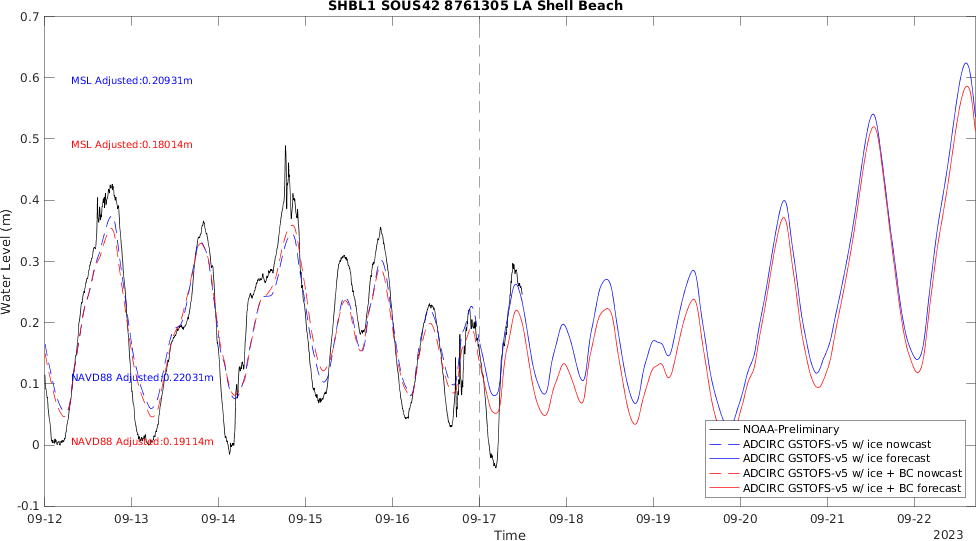 SHBL1 SOUS42 8761305 LA Shell Beach
0.7
0.6
0.5
0.4
0.3
0.2
0.1
0
-0.1
Water Level (m)
MSL Adjusted:0.20931m
MSL Adjusted:0.18014m
NAVD88 Adjusted:0.22031m
NAVD88 Adjusted:0.19114m
NOAA-Preliminary
ADCIRC GSTOFS-v5 w/ ice nowcast
ADCIRC GSTOFS-v5 w/ ice forecast
ADCIRC GSTOFS-v5 w/ ice + BC nowcast
ADCIRC GSTOFS-v5 w/ ice + BC forecast
09-12 09-13 09-14 09-15 09-16 09-17 09-18 09-19 09-20 09-21 09-22
Time
2023